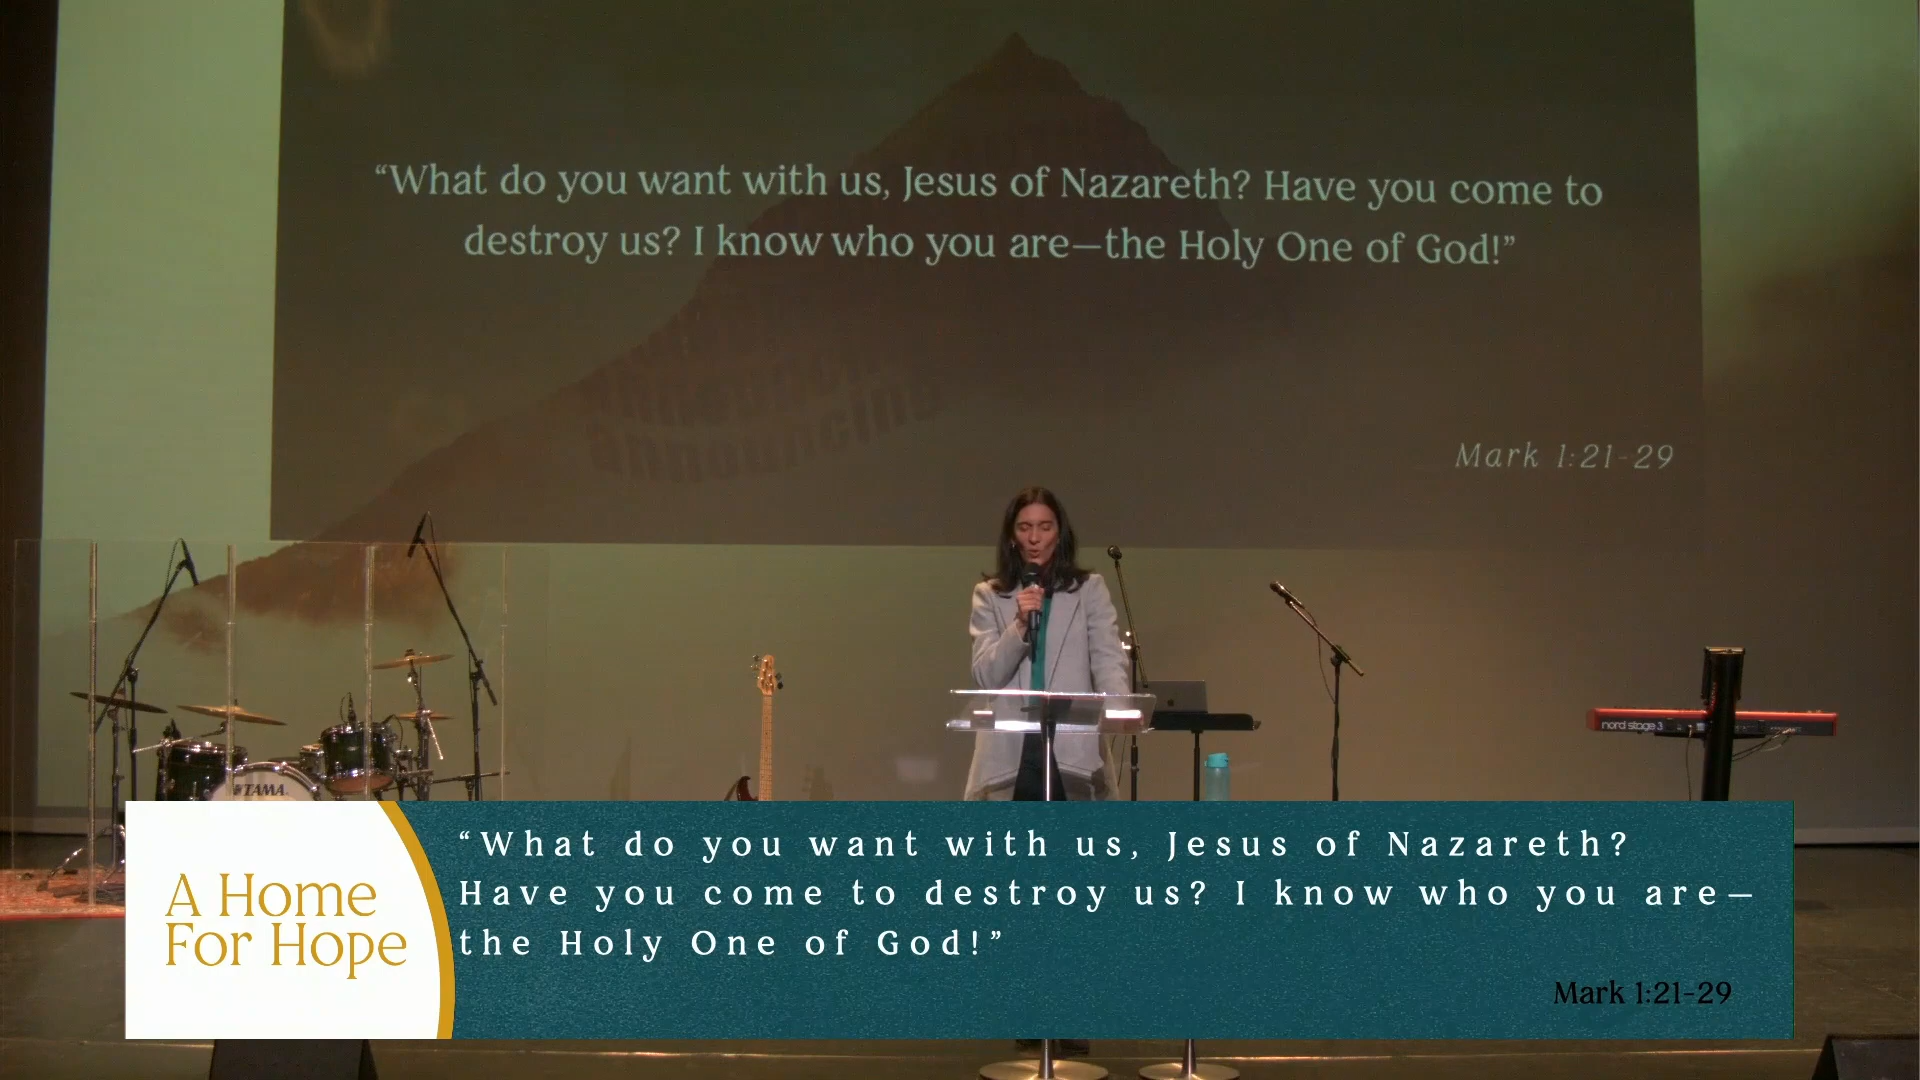 “What do you want with us, Jesus of Nazareth? Have you come to
destroy us? I know who you are—the Holy One of God!”
Mark 1:21-29
nord stage 3
TAMA
A Home
For Hope
“What do you want with us, Jesus of Nazareth?
Have you come to destroy us? I know who you are—
the Holy One of God!”
Mark 1:21-29